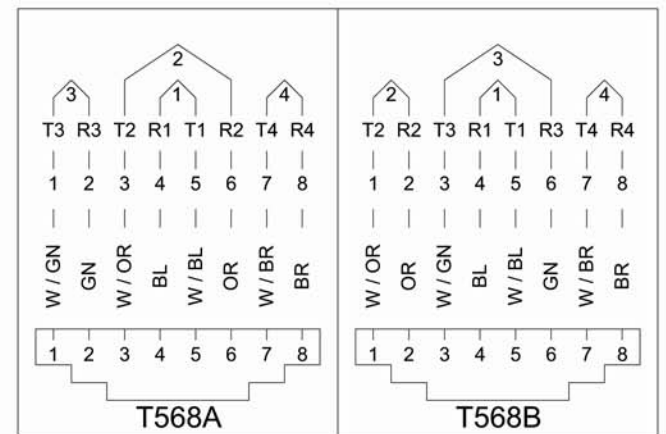 2
3 1 4
T3 R3 T2 R1 T1 R2 T4 R4
1 2 3 4 5 6 7 8
W / GN GN W / OR BL W / BL OR W / BR BR
1 2 3 4 5 6 7 8
T568A
3
2 1 4
T2 R2 T3 R1 T1 R3 T4 R4
1 2 3 4 5 6 7 8
W / OR OR W / GN BL W / BL GN W / BR BR
1 2 3 4 5 6 7 8
T568B